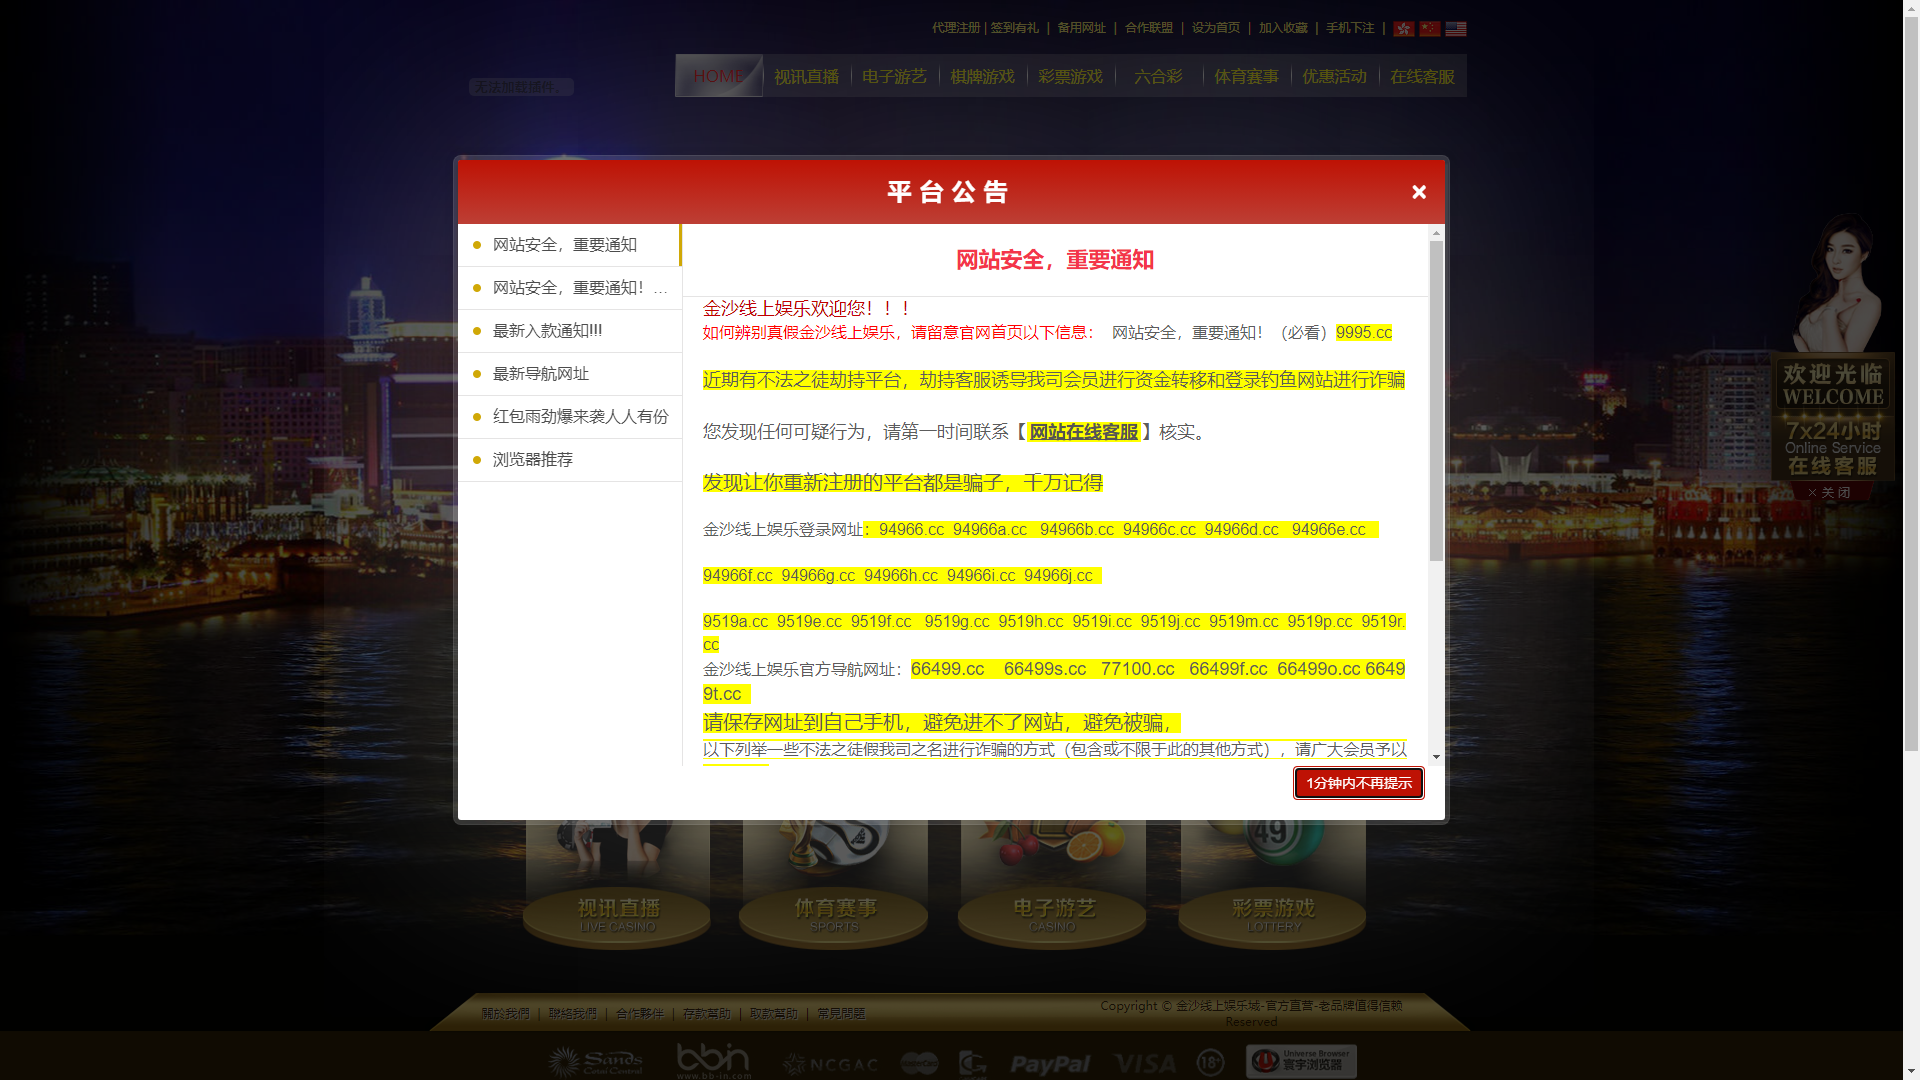 代理注册 | 签到有礼 | 备用网址 | 合作联盟 | 设为首页 | 加入收藏 | 手机下注 |
无法加载插件。
HOME 视讯直播 电子游艺 棋牌游戏 彩票游戏 六合彩 体育赛事 优惠活动 在线客服
平台公告
×
网站安全，重要通知
网站安全，重要通知！...
最新入款通知!!!
最新导航网址
红包雨劲爆来袭人人有份
浏览器推荐
网站安全，重要通知
金沙线上娱乐欢迎您！！！
如何辨别真假金沙线上娱乐，请留意官网首页以下信息： 网站安全，重要通知！（必看）9995.cc
近期有不法之徒劫持平台，劫持客服诱导我司会员进行资金转移和登录钓鱼网站进行诈骗
您发现任何可疑行为，请第一时间联系【网站在线客服】核实。
发现让你重新注册的平台都是骗子，千万记得
金沙线上娱乐登录网址：94966.cc 94966a.cc 94966b.cc 94966c.cc 94966d.cc 94966e.cc
94966f.cc 94966g.cc 94966h.cc 94966i.cc 94966j.cc
9519a.cc 9519e.cc 9519f.cc 9519g.cc 9519h.cc 9519i.cc 9519j.cc 9519m.cc 9519p.cc 9519r.
cc
金沙线上娱乐官方导航网址：66499.cc 66499s.cc 77100.cc 66499f.cc 66499o.cc 6649
9t.cc
请保存网址到自己手机，避免进不了网站，避免被骗，
以下列举一些不法之徒假我司之名进行诈骗的方式（包含或不限于此的其他方式），请广大会员予以
1分钟内不再提示
欢迎光临
WELCOME
7x24小时
Online Service
在线客服
× 关闭
视讯直播 体育赛事 电子游艺 彩票游戏
LIVE CASINO SPORTS CASINO LOTTERY
49
關於我們 | 聯絡我們 | 合作夥伴 | 存款幫助 | 取款幫助 | 常見問題
Copyright © 金沙线上娱乐城-官方直营-老品牌值得信赖
Reserved
Sands
bbin
www.bb-in.com
NCGAC
PayPal
VISA
18+
Universe Browser
寰宇浏览器